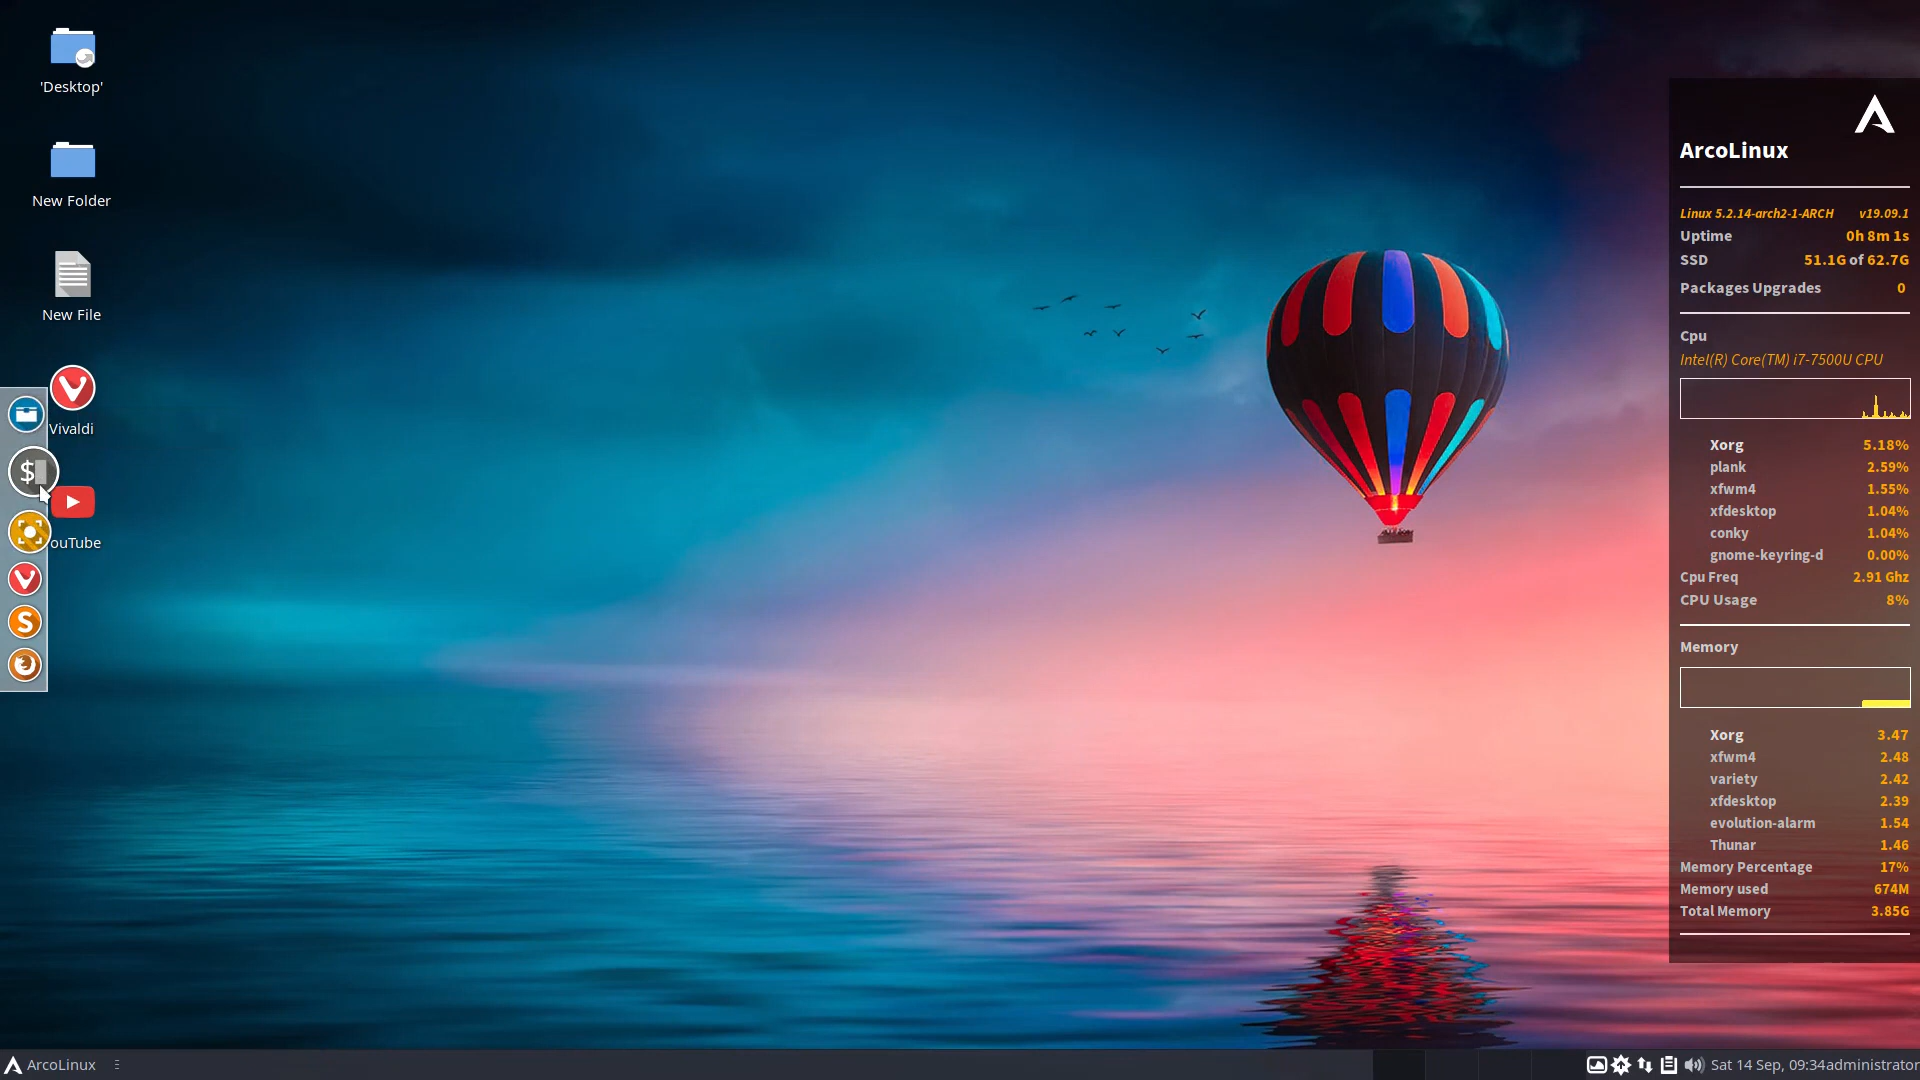 'Desktop'
New Folder
New File
Vivaldi
$
ouTube
S
ArcoLinux
Linux 5.2.14-arch2-1-ARCH v19.09.1
Uptime 0h 8m 1s
SSD 51.1G of 62.7G
Packages Upgrades 0
Cpu
Intel(R) Core(TM) i7-7500U CPU
Xorg 5.18%
plank 2.59%
xfwm4 1.55%
xfdesktop 1.04%
conky 1.04%
gnome-keyring-d 0.00%
Cpu Freq 2.91 Ghz
CPU Usage 8%
Memory
Xorg 3.47
xfwm4 2.48
variety 2.42
xfdesktop 2.39
evolution-alarm 1.54
Thunar 1.46
Memory Percentage 17%
Memory used 674M
Total Memory 3.85G
ArcoLinux
Sat 14 Sep, 09:34 administrator